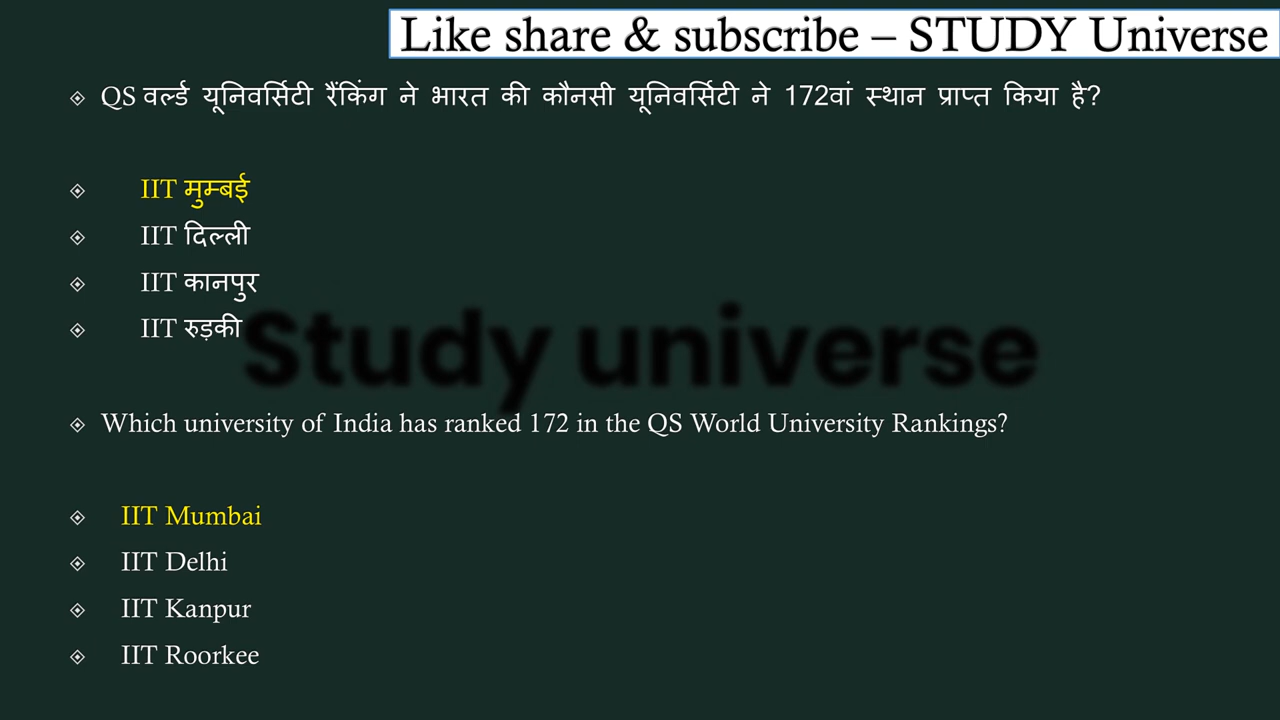 Like share & subscribe – STUDY Universe
QS वर्ल्ड यूनिवर्सिटी रैंकिंग ने भारत की कौनसी यूनिवर्सिटी ने 172वां स्थान प्राप्त किया है?
IIT मुम्बई
IIT दिल्ली
IIT कानपुर
IIT रुड़की
Study universe
Which university of India has ranked 172 in the QS World University Rankings?
IIT Mumbai
IIT Delhi
IIT Kanpur
IIT Roorkee